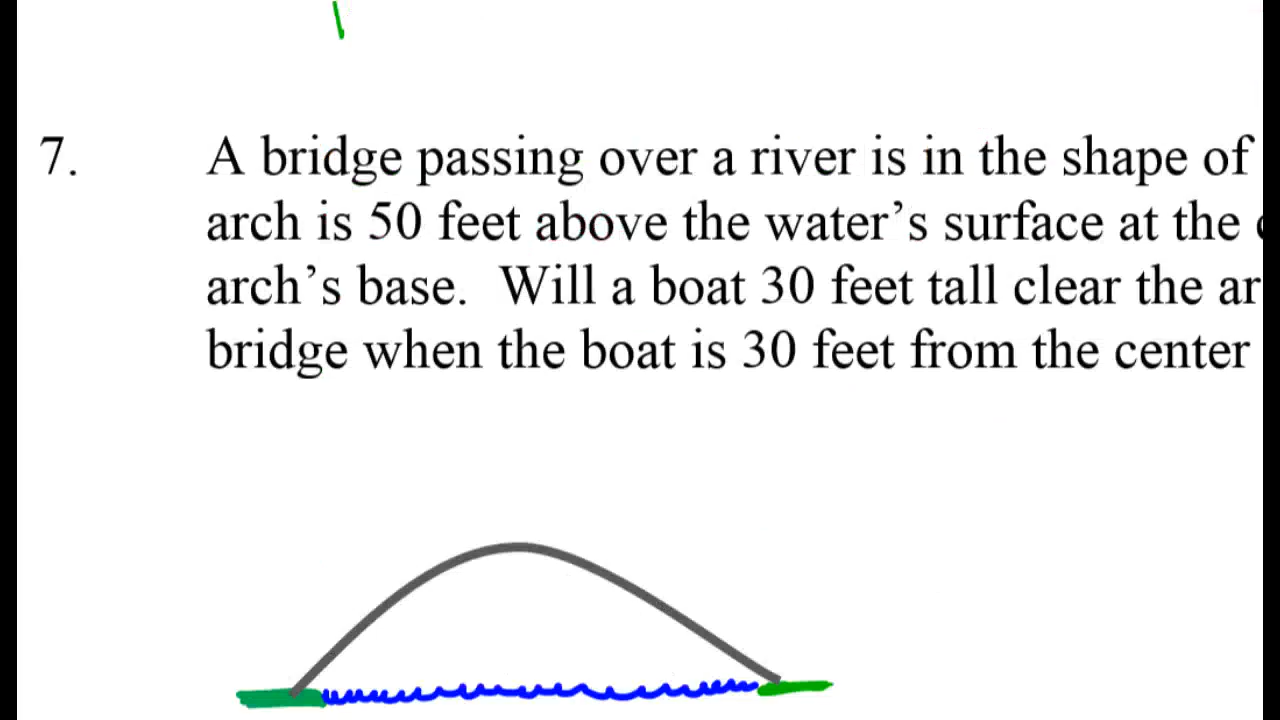 7. A bridge passing over a river is in the shape of
arch is 50 feet above the water’s surface at the
arch’s base. Will a boat 30 feet tall clear the
bridge when the boat is 30 feet from the center